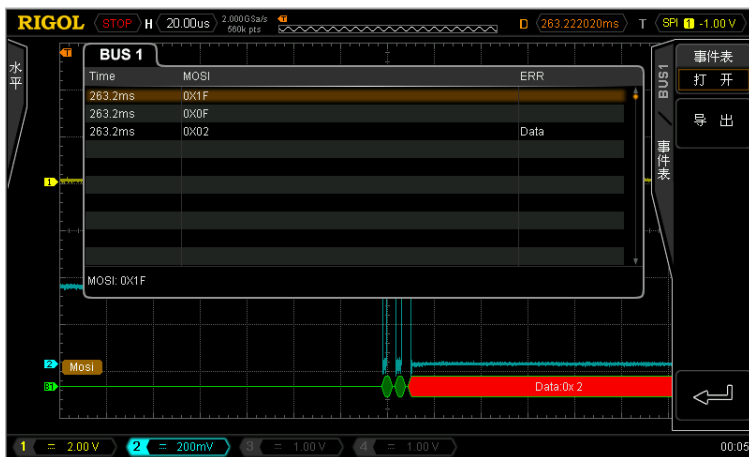 RIGOL STOP H 20.00us 2.000GSa/s 560k pts D 263.222020ms T SPI 1 -1.00 V
水平
BUS 1
Time MOSI ERR
263.2ms 0X1F
263.2ms 0X0F
263.2ms 0X02 Data
MOSI: 0X1F
BUS1
事件表
事件表
打开
导出
1
2 Mosi
B1 Data:0x 2
1 = 2.00 V 2 = 200mV 3 = 1.00 V 4 = 1.00 V 00:05